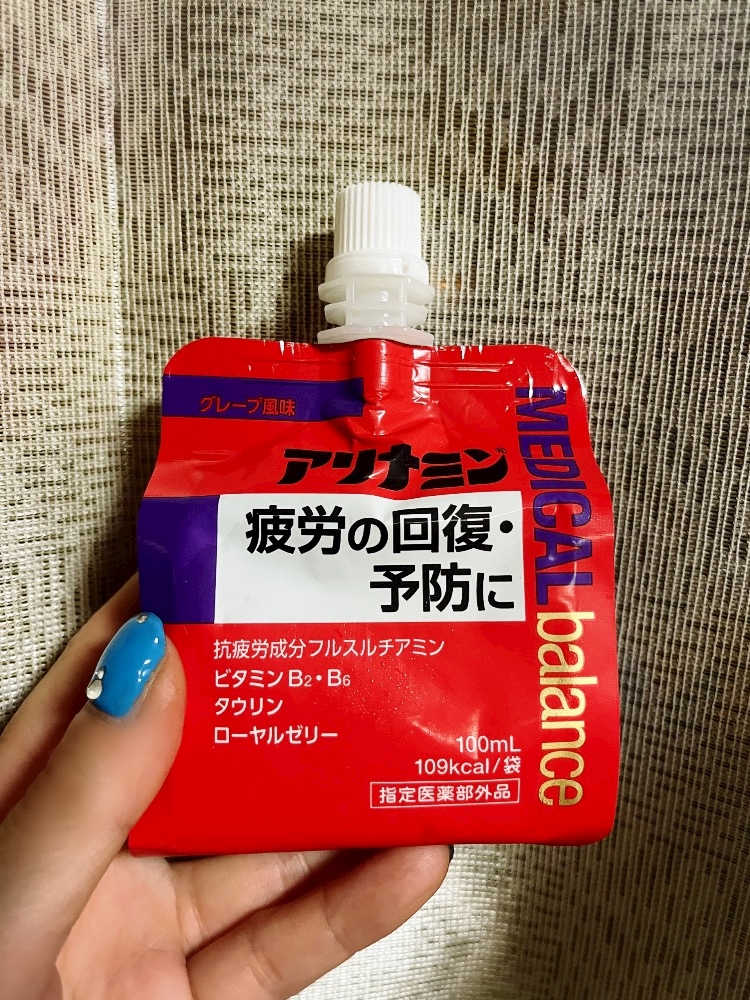 グレープ風味
アリナミン
疲労の回復・
予防に
抗疲労成分フルスルチアミン
ビタミンB₂・B₆
タウリン
ローヤルゼリー
100mL
109kcal/袋
指定医薬部外品
MEDICAL balance